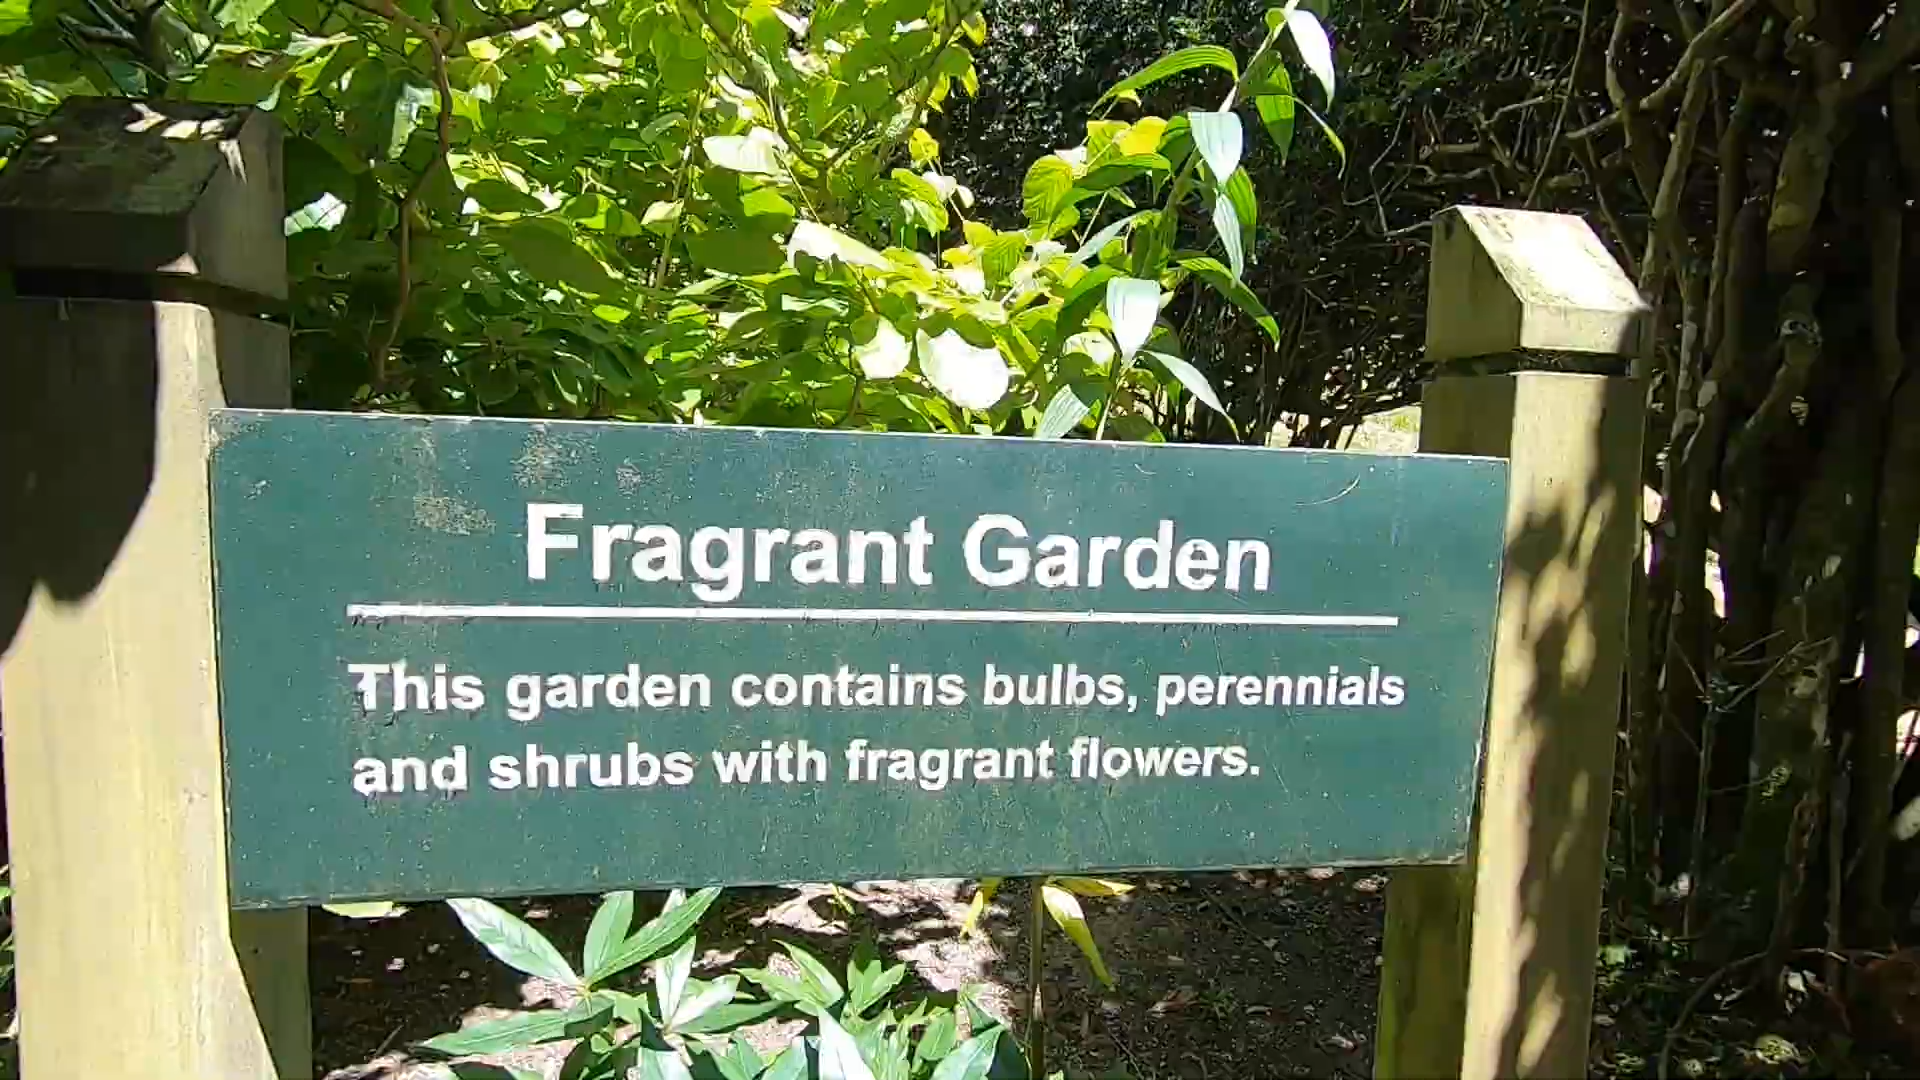 Fragrant Garden
This garden contains bulbs, perennials
and shrubs with fragrant flowers.